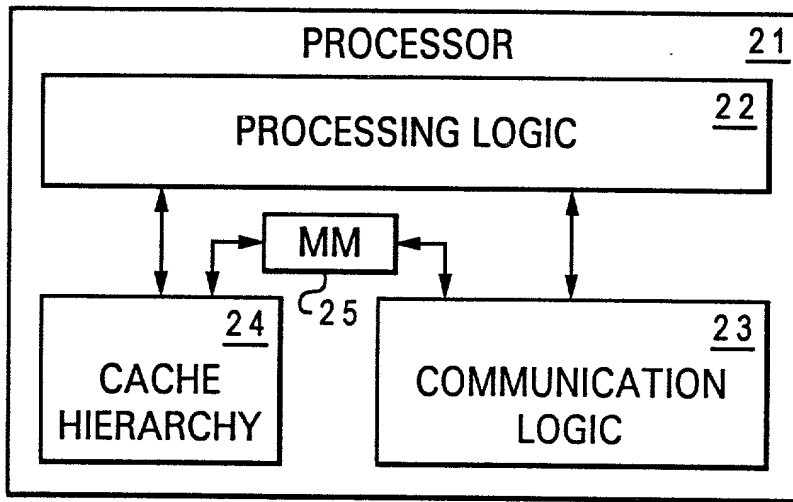 PROCESSOR 21
22
PROCESSING LOGIC
MM
25
24
CACHE
HIERARCHY
23
COMMUNICATION
LOGIC